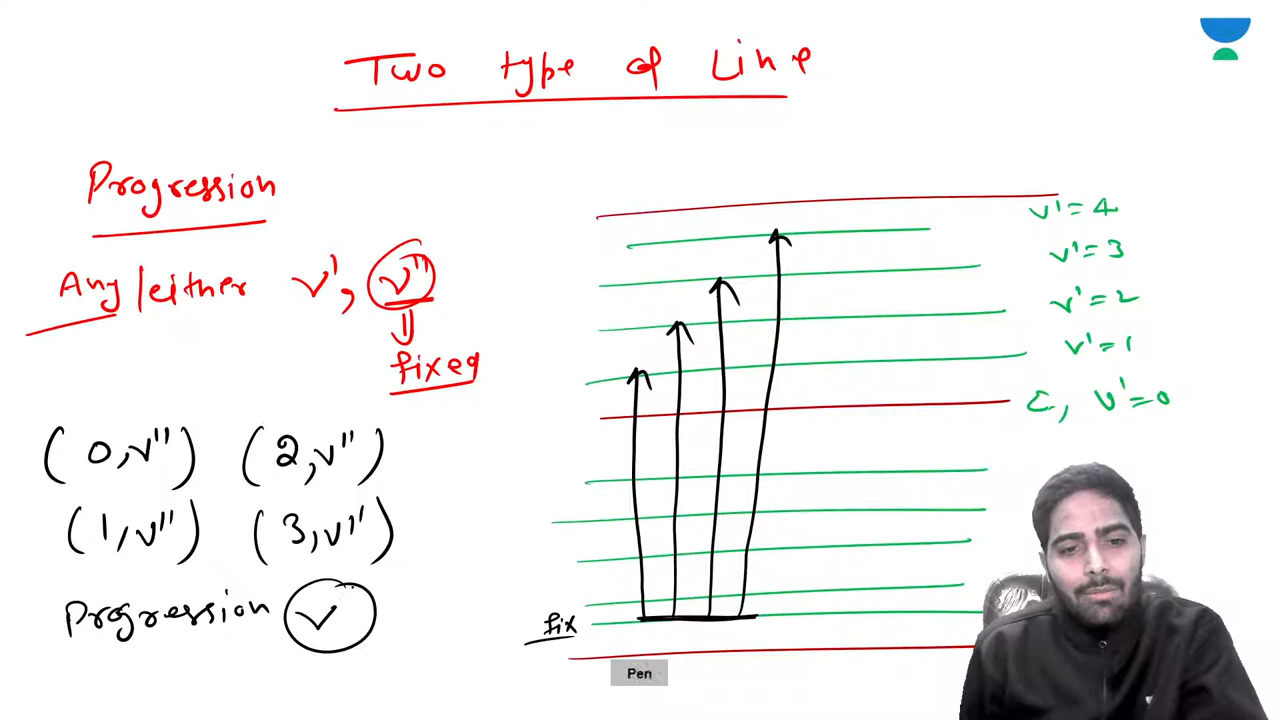 Two type of Line
Progression
Any/either v', v"
fixed
(0,v") (2,v")
(1,v") (3,v")
Progression v"
v'=4
v'=3
v'=2
v'=1
ε, v'=0
fix
Pen